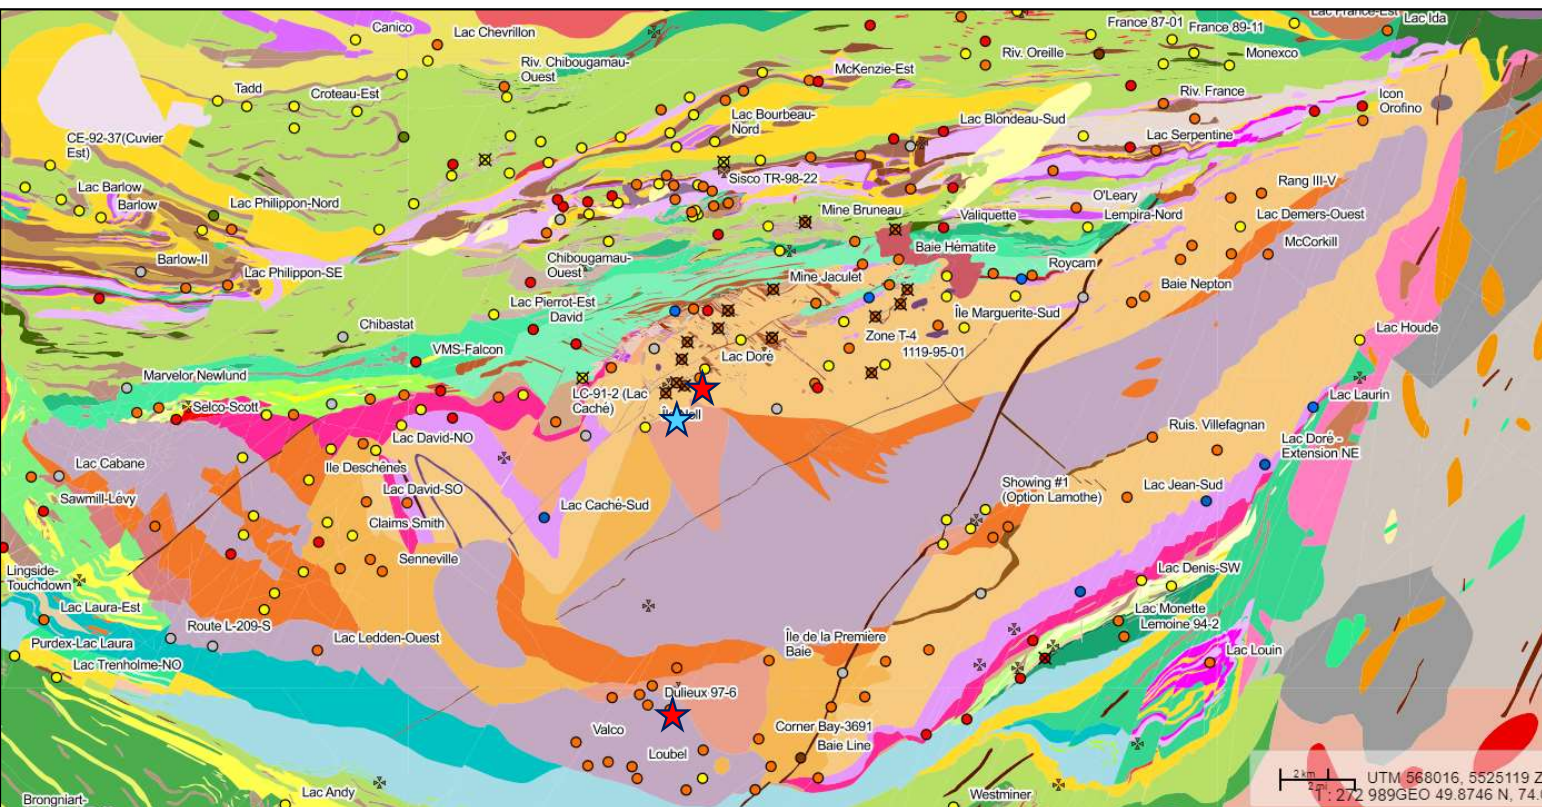 Canico
Lac Chevrillon
France 87-01
France 89-11
Lac France-Est
Lac Ida
Riv. Oreille
Monexco
Riv. Chibougamau-
Ouest
McKenzie-Est
Tadd
Croteau-Est
Riv. France
Icon
Orofino
Lac Bourbeau-
Nord
Lac Blondeau-Sud
Lac Serpentine
CE-92-37(Cuvier
Est)
Sisco TR-98-22
Rang III-V
Lac Barlow
Barlow
Lac Philippon-Nord
O'Leary
Lempira-Nord
Lac Demers-Ouest
Mine Bruneau
Valiquette
McCorkill
Baie Hématite
Barlow-II
Lac Philippon-SE
Chibougamau-
Ouest
Roycam
Mine Jaculet
Baie Nepton
Lac Pierrot-Est
David
Île Marguerite-Sud
Chibastat
Lac Houde
Zone T-4
1119-95-01
VMS-Falcon
Lac Doré
Marvelor Newlund
LC-91-2 (Lac
Caché)
Lac Laurin
Selco-Scott
Ruis. Villefagnan
Lac David-NO
Lac Doré -
Extension NE
Lac Cabane
Ile Deschênes
Showing #1
(Option Lamothe)
Lac Jean-Sud
Lac David-SO
Sawmill-Lévy
Lac Caché-Sud
Claims Smith
Senneville
Lingside-
Touchdown
Lac Denis-SW
Lac Laura-Est
Lac Monette
Lemoine 94-2
Route L-209-S
Purdex-Lac Laura
Lac Ledden-Ouest
Île de la Première
Baie
Lac Trenholme-NO
Lac Louin
Dulieux 97-6
Valco
Corner Bay-3691
Baie Line
Loubel
2 km
UTM 568016, 5525119 Z
2 mi
1 : 272 989GEO 49.8746 N, 74.
Lac Andy
Westminer
Brongniart-